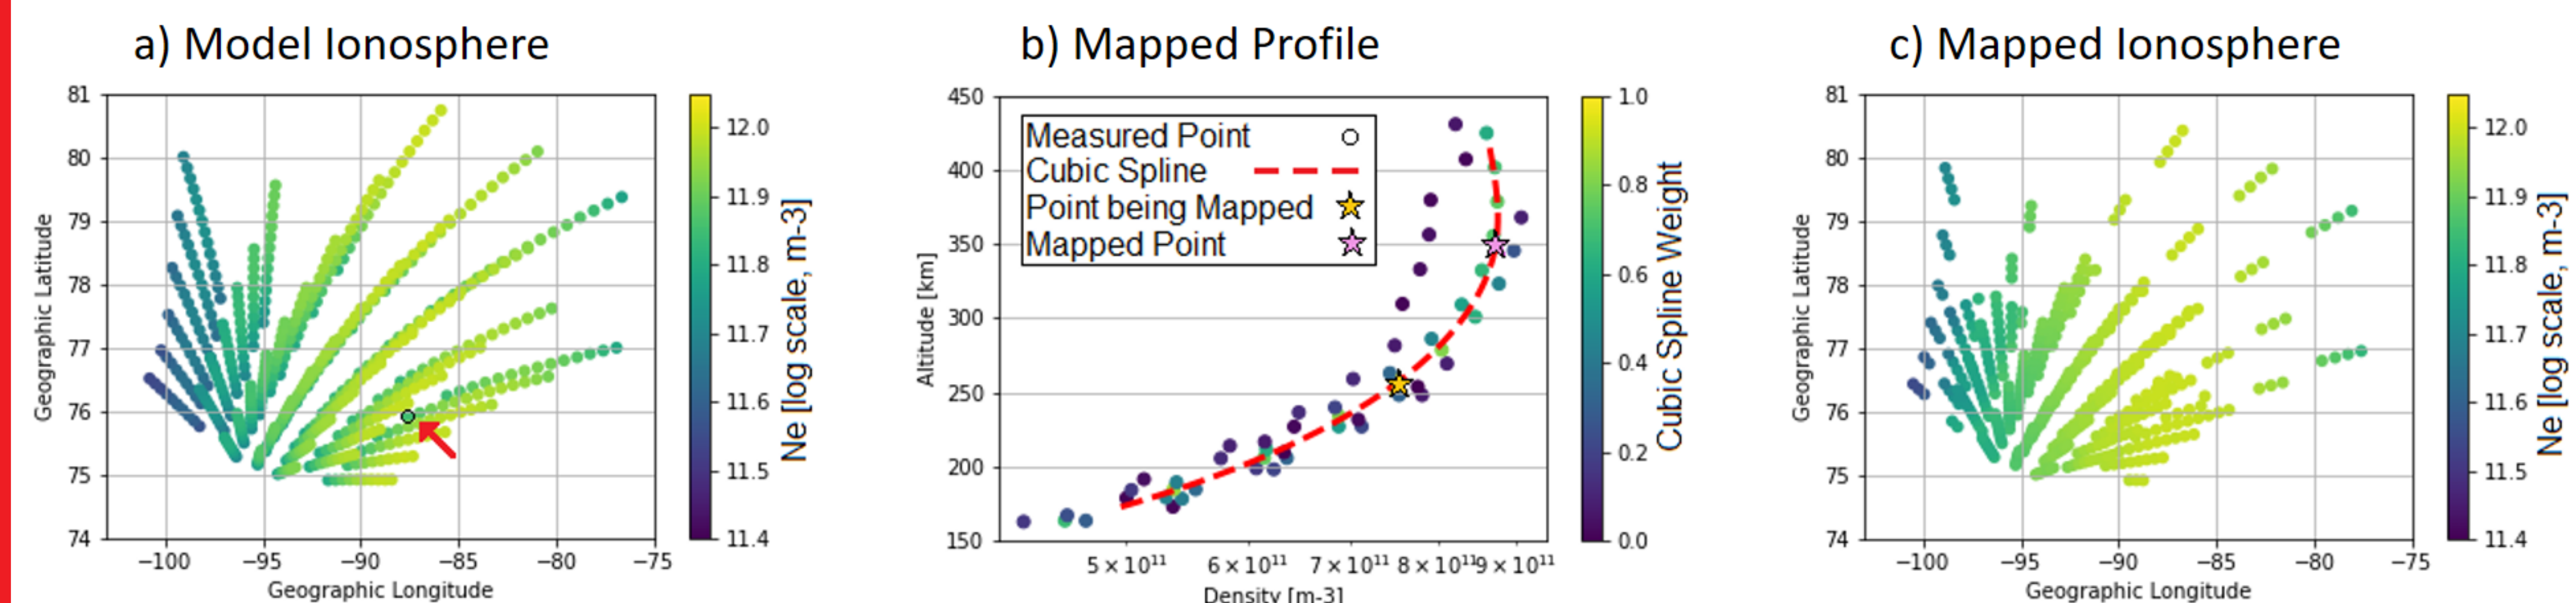 a) Model Ionosphere
81
80
79
78
77
76
75
74
Geographic Latitude
−100
−95
−90
−85
−80
−75
Geographic Longitude
12.0
11.9
11.8
11.7
11.6
11.5
11.4
Ne [log scale, m-3]
b) Mapped Profile
450
400
350
300
250
200
150
Altitude [km]
Measured Point
Cubic Spline
Point being Mapped
Mapped Point
5 × 10¹¹
6 × 10¹¹
7 × 10¹¹
8 × 10¹¹
9 × 10¹¹
Density [m-3]
1.0
0.8
0.6
0.4
0.2
0.0
Cubic Spline Weight
c) Mapped Ionosphere
81
80
79
78
77
76
75
74
Geographic Latitude
−100
−95
−90
−85
−80
−75
Geographic Longitude
12.0
11.9
11.8
11.7
11.6
11.5
11.4
Ne [log scale, m-3]